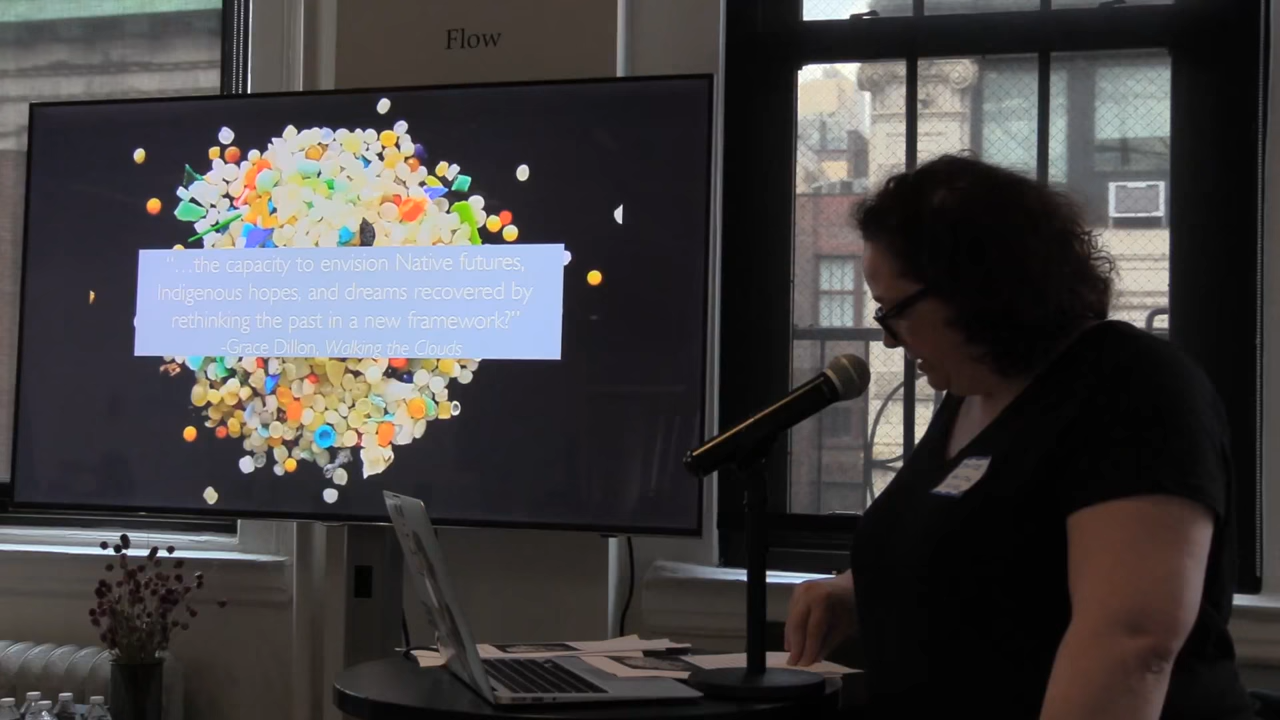 Flow
“…the capacity to envision Native futures,
Indigenous hopes, and dreams recovered by
rethinking the past in a new framework?”
-Grace Dillon, Walking the Clouds